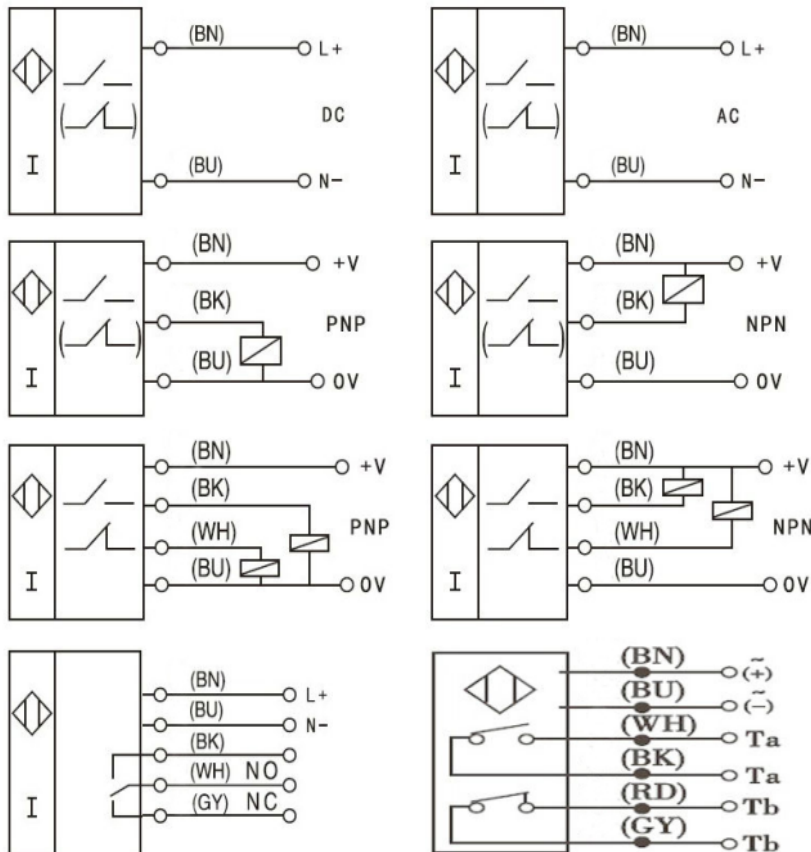 (BN) L+
DC
I
(BU) N-
(BN) L+
AC
I
(BU) N-
(BN) +V
(BK) PNP
I
(BU) 0V
(BN) +V
(BK) NPN
I
(BU) 0V
(BN) +V
(BK)
(WH) PNP
I
(BU) 0V
(BN) +V
(BK)
(WH) NPN
I
(BU) 0V
(BN) L+
(BU) N-
(BK)
(WH) NO
I
(GY) NC
(BN) ~(+)
(BU) ~(-)
(WH) Ta
(BK) Ta
(RD) Tb
(GY) Tb